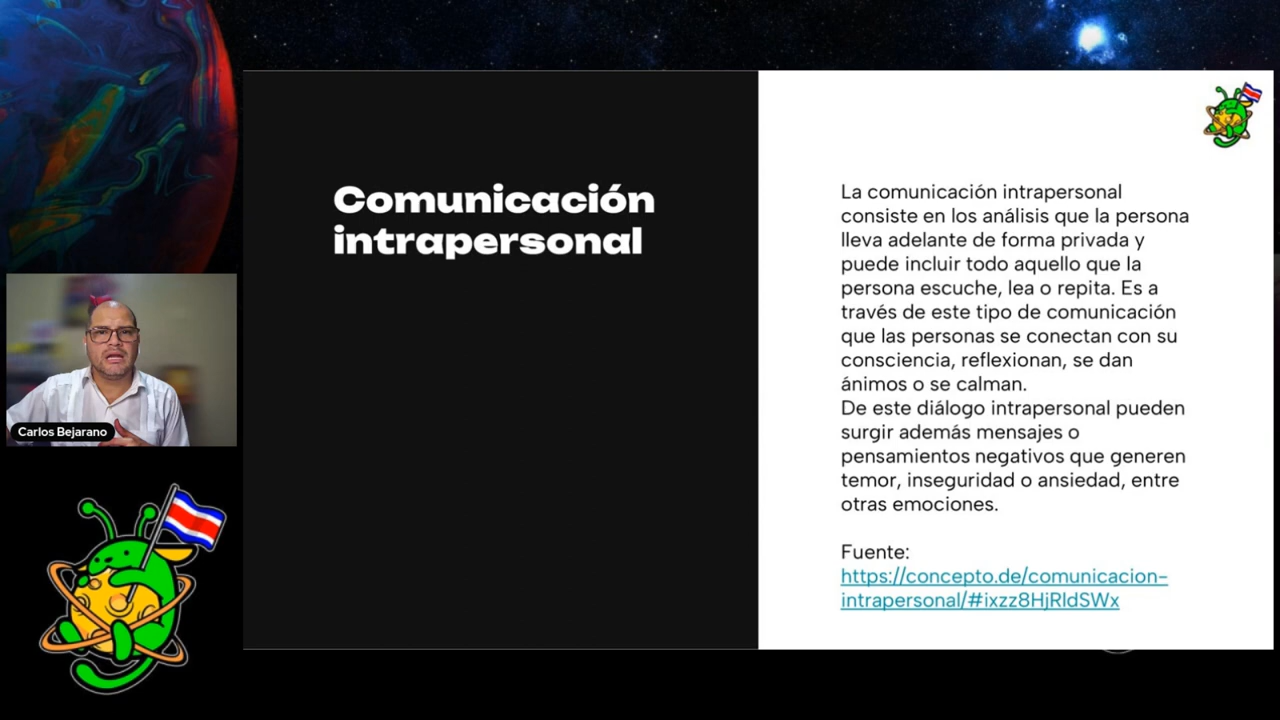 Comunicación
intrapersonal
La comunicación intrapersonal
consiste en los análisis que la persona
lleva adelante de forma privada y
puede incluir todo aquello que la
persona escuche, lea o repita. Es a
través de este tipo de comunicación
que las personas se conectan con su
consciencia, reflexionan, se dan
ánimos o se calman.
De este diálogo intrapersonal pueden
surgir además mensajes o
pensamientos negativos que generen
temor, inseguridad o ansiedad, entre
otras emociones.
Fuente:
https://concepto.de/comunicacion-
intrapersonal/#ixzz8HjRldSWx
Carlos Bejarano